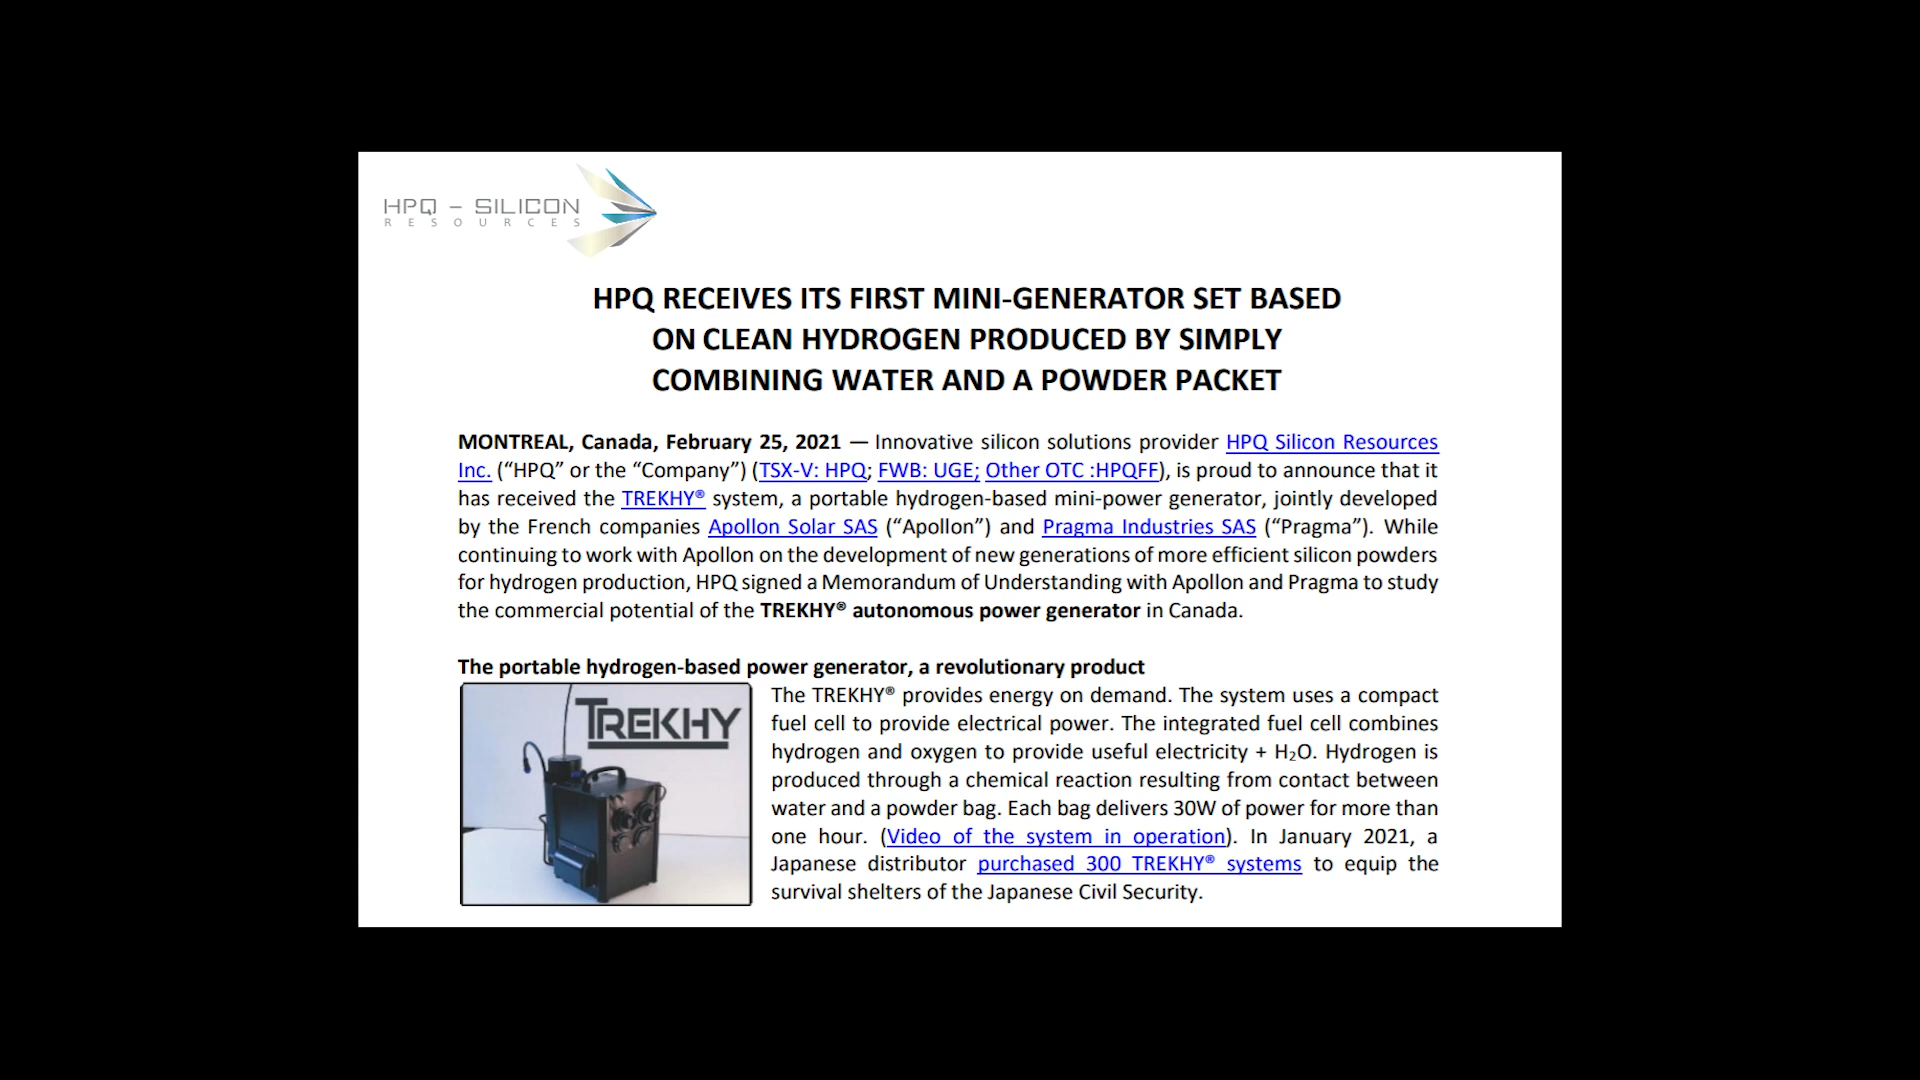 HPQ – SILICON
RESOURCES
HPQ RECEIVES ITS FIRST MINI-GENERATOR SET BASED
ON CLEAN HYDROGEN PRODUCED BY SIMPLY
COMBINING WATER AND A POWDER PACKET
MONTREAL, Canada, February 25, 2021 — Innovative silicon solutions provider HPQ Silicon Resources
Inc. (“HPQ” or the “Company”) (TSX-V: HPQ; FWB: UGE; Other OTC :HPQFF), is proud to announce that it
has received the TREKHY® system, a portable hydrogen-based mini-power generator, jointly developed
by the French companies Apollon Solar SAS (“Apollon”) and Pragma Industries SAS (“Pragma”). While
continuing to work with Apollon on the development of new generations of more efficient silicon powders
for hydrogen production, HPQ signed a Memorandum of Understanding with Apollon and Pragma to study
the commercial potential of the TREKHY® autonomous power generator in Canada.
The portable hydrogen-based power generator, a revolutionary product
TREKHY
The TREKHY® provides energy on demand. The system uses a compact
fuel cell to provide electrical power. The integrated fuel cell combines
hydrogen and oxygen to provide useful electricity + H₂O. Hydrogen is
produced through a chemical reaction resulting from contact between
water and a powder bag. Each bag delivers 30W of power for more than
one hour. (Video of the system in operation). In January 2021, a
Japanese distributor purchased 300 TREKHY® systems to equip the
survival shelters of the Japanese Civil Security.